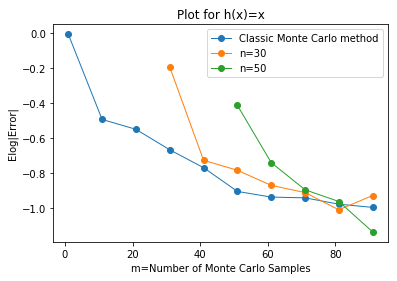 Plot for h(x)=x
Classic Monte Carlo method
n=30
n=50
0.0
−0.2
−0.4
−0.6
−0.8
−1.0
Elog|Error|
0
20
40
60
80
m=Number of Monte Carlo Samples